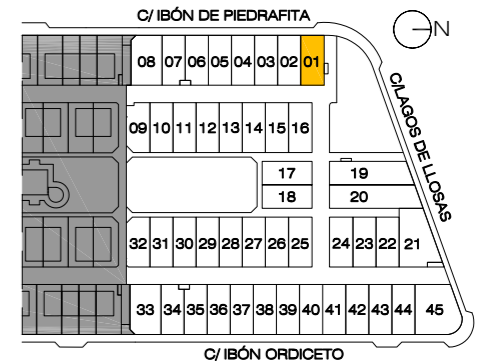 C/ IBÓN DE PIEDRAFITA
N
08 07 06 05 04 03 02 01
C/LAGOS DE LLOSAS
09 10 11 12 13 14 15 16
17 19
18 20
32 31 30 29 28 27 26 25 24 23 22 21
33 34 35 36 37 38 39 40 41 42 43 44 45
C/ IBÓN ORDICETO